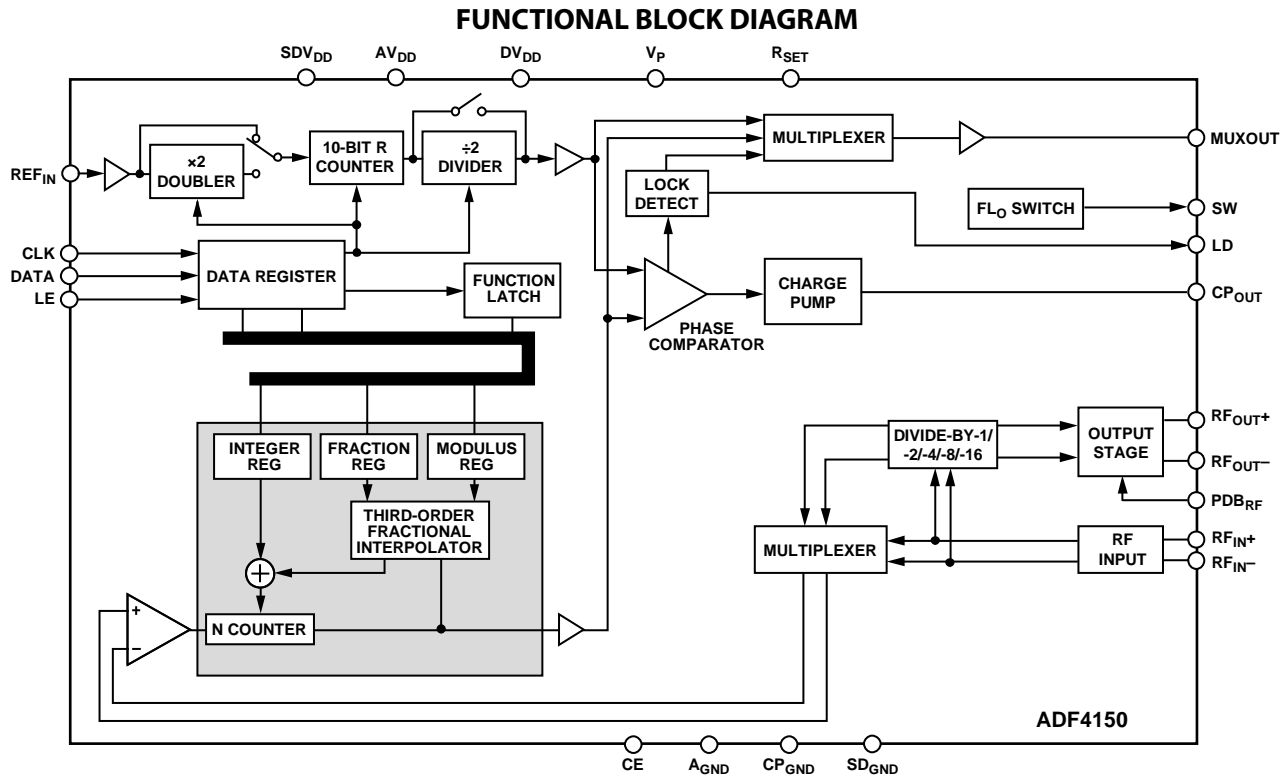 FUNCTIONAL BLOCK DIAGRAM
SDVDD
AVDD
DVDD
VP
RSET
REFIN
×2
DOUBLER
10-BIT R
COUNTER
÷2
DIVIDER
MULTIPLEXER
MUXOUT
LOCK
DETECT
FLO SWITCH
SW
LD
CLK
DATA
LE
DATA REGISTER
FUNCTION
LATCH
CHARGE
PUMP
CPOUT
PHASE
COMPARATOR
INTEGER
REG
FRACTION
REG
MODULUS
REG
THIRD-ORDER
FRACTIONAL
INTERPOLATOR
+
−
N COUNTER
DIVIDE-BY-1/
-2/-4/-8/-16
OUTPUT
STAGE
RFOUT+
RFOUT−
PDBRF
MULTIPLEXER
RF
INPUT
RFIN+
RFIN−
ADF4150
CE
AGND
CPGND
SDGND